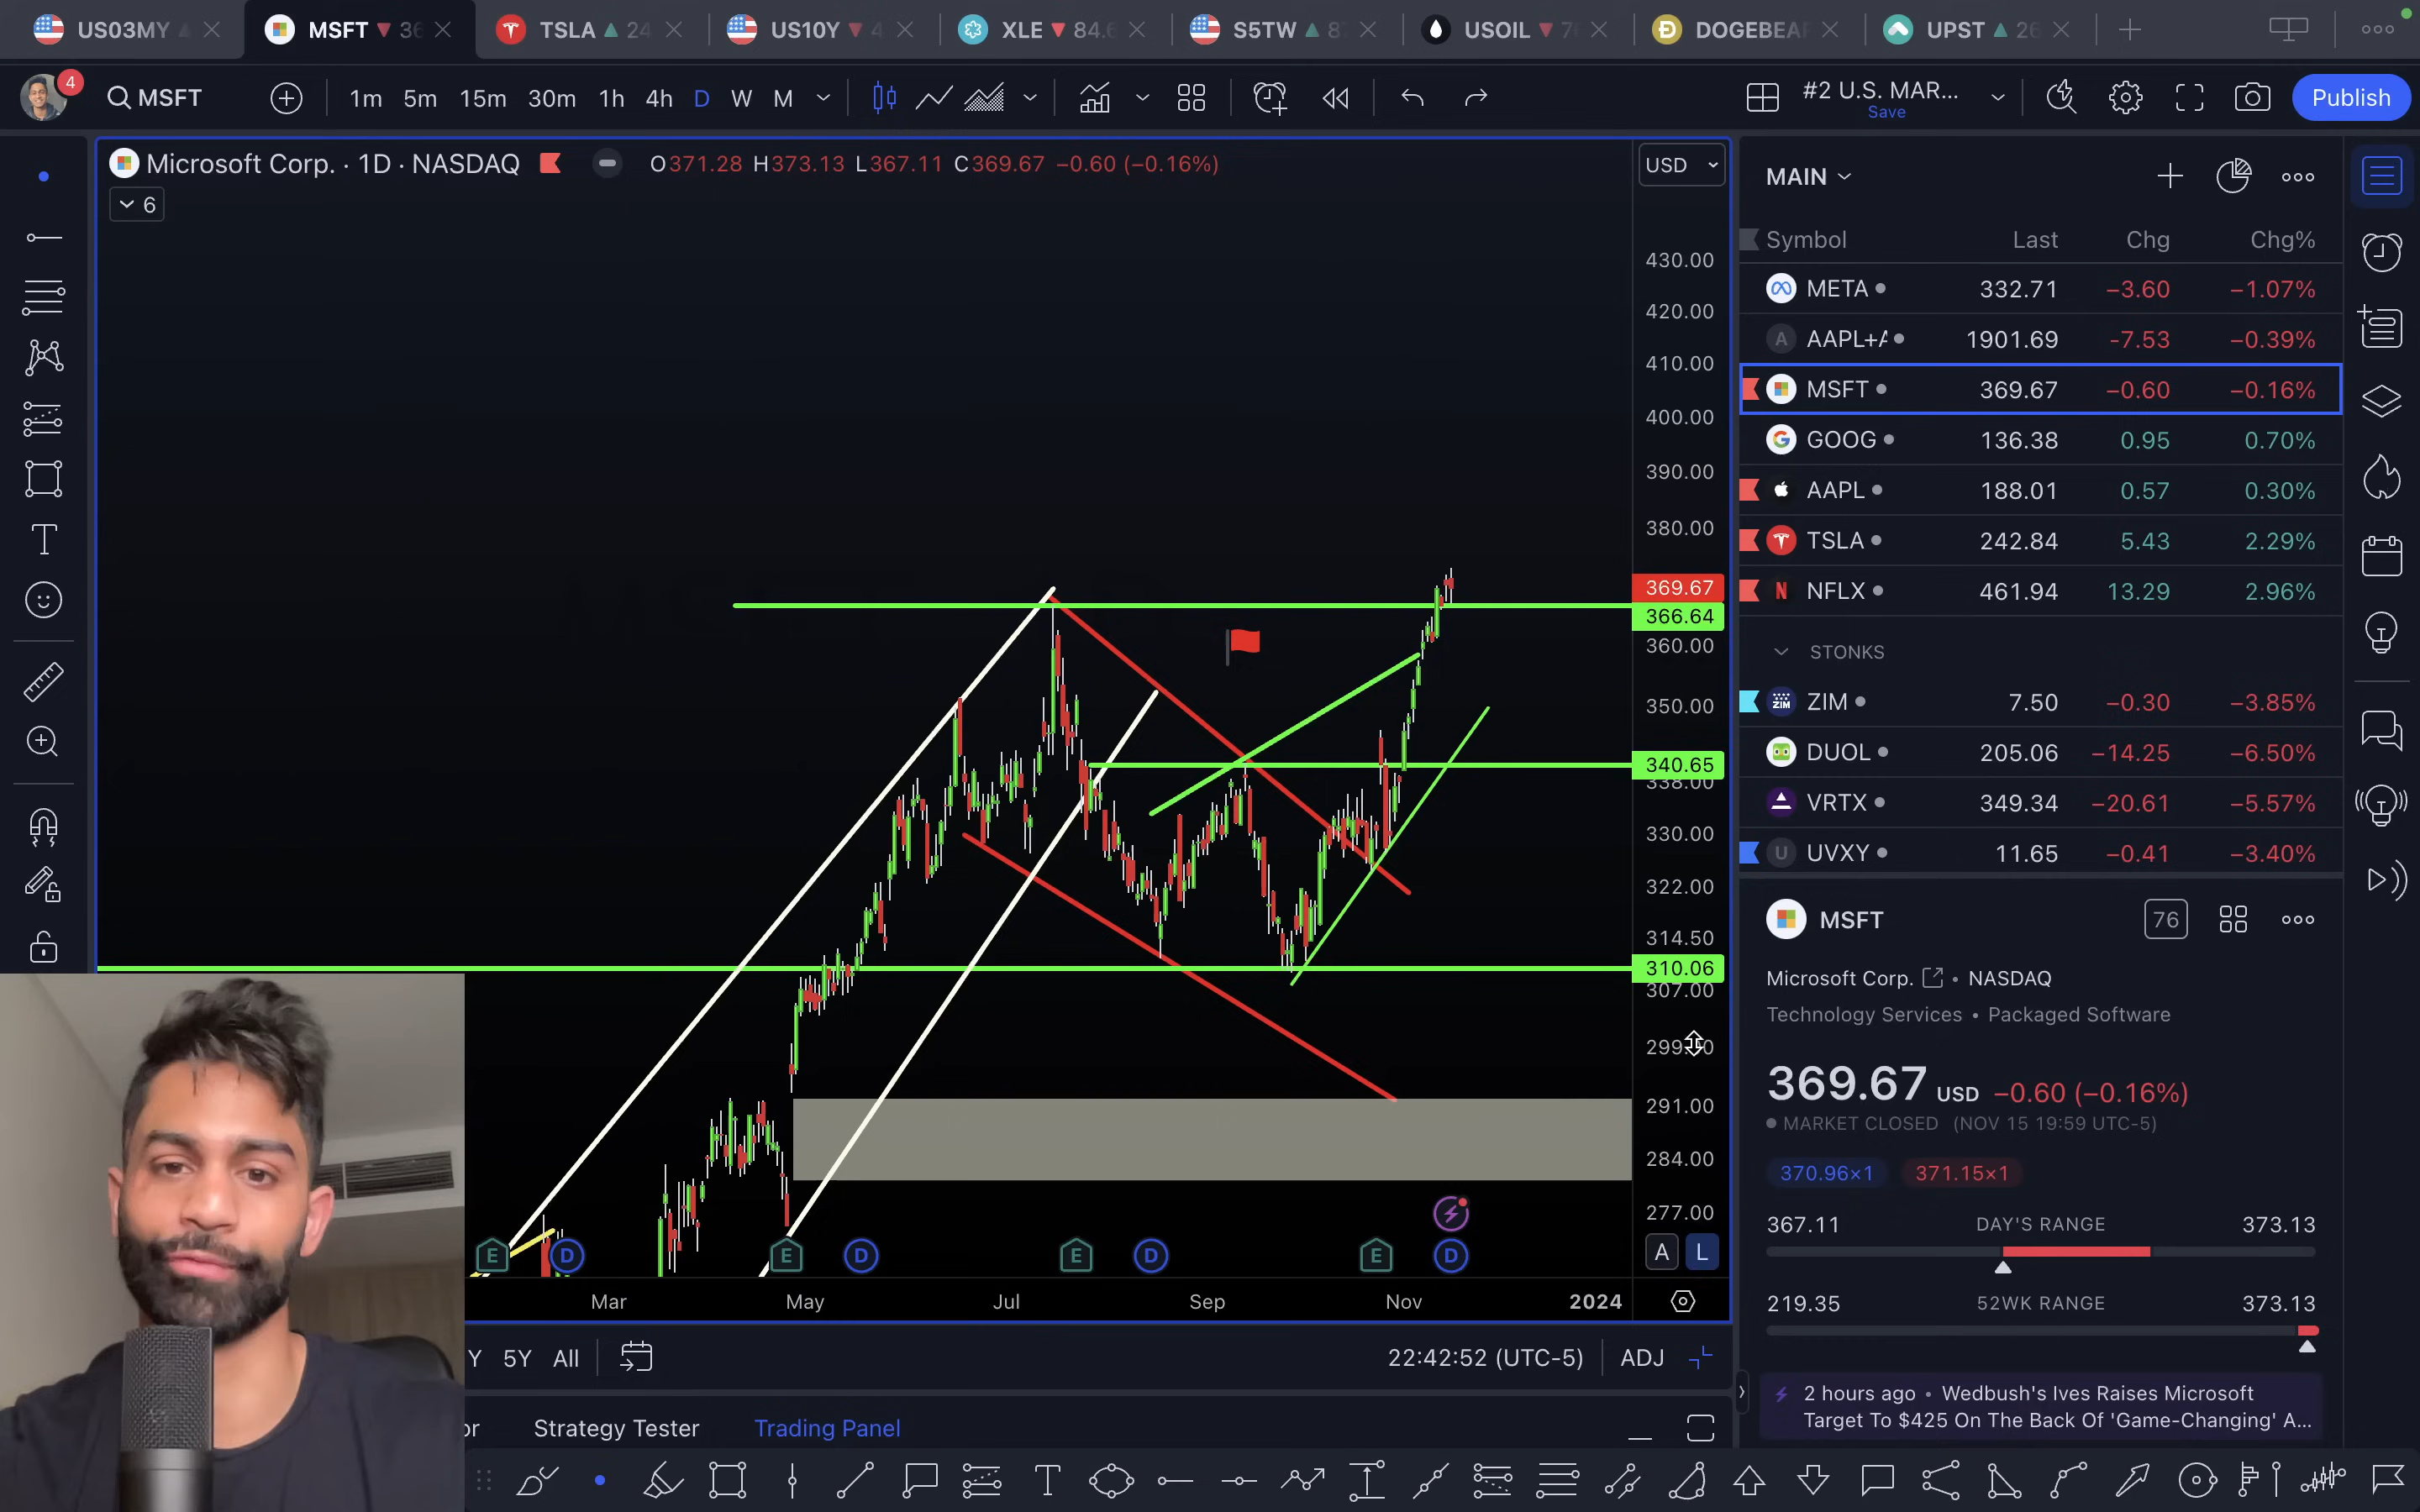 US03MY
MSFT 36
TSLA 24
US10Y 4
XLE 84.6
S5TW 8
USOIL 7
DOGEBEAR
UPST 26
4
MSFT
1m 5m 15m 30m 1h 4h D W M
#2 U.S. MAR...
Save
Publish
Microsoft Corp. · 1D · NASDAQ
O371.28 H373.13 L367.11 C369.67 −0.60 (−0.16%)
6
USD
430.00
420.00
410.00
400.00
390.00
380.00
369.67
366.64
360.00
350.00
340.65
338.00
330.00
322.00
314.50
310.06
307.00
291.00
284.00
277.00
A L
E D E D E D E D
Mar May Jul Sep Nov 2024
Y 5Y All
22:42:52 (UTC-5) ADJ
Strategy Tester Trading Panel
MAIN
Symbol Last Chg Chg%
META 332.71 −3.60 −1.07%
AAPL+A 1901.69 -7.53 −0.39%
MSFT 369.67 −0.60 −0.16%
GOOG 136.38 0.95 0.70%
AAPL 188.01 0.57 0.30%
TSLA 242.84 5.43 2.29%
NFLX 461.94 13.29 2.96%
STONKS
ZIM 7.50 −0.30 −3.85%
DUOL 205.06 −14.25 −6.50%
VRTX 349.34 −20.61 −5.57%
UVXY 11.65 −0.41 −3.40%
MSFT 76
Microsoft Corp. • NASDAQ
Technology Services • Packaged Software
369.67 USD −0.60 (−0.16%)
MARKET CLOSED (NOV 15 19:59 UTC-5)
370.96×1 371.15×1
367.11 DAY'S RANGE 373.13
219.35 52WK RANGE 373.13
2 hours ago • Wedbush's Ives Raises Microsoft
Target To $425 On The Back Of 'Game-Changing' A...